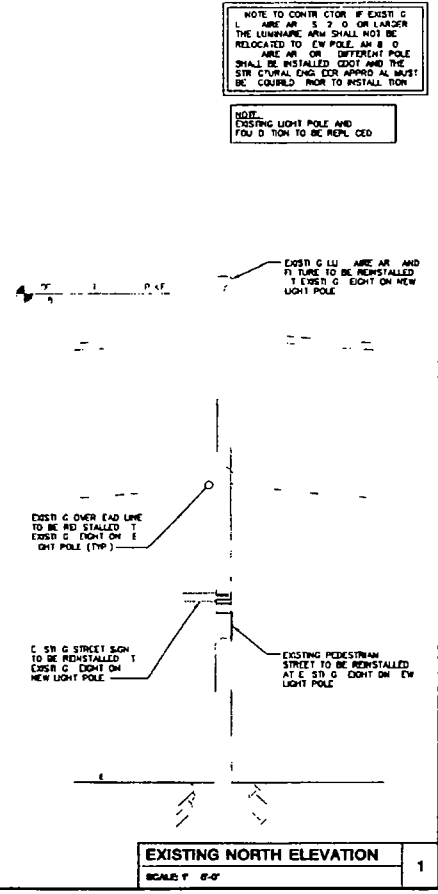 NOTE TO CONTR CTOR IF EXISTI G
L AIRE AR S 2 0 OR LARGER
THE LUMINAIRE ARM SHALL NOT BE
RELOCATED TO EW POLE. AN 8 0
AIRE AR OR DIFFERENT POLE
SHALL BE INSTALLED CDOT AND THE
STR CTURAL ENG EER APPRO AL MUST
BE CQUIRED RIOR TO INSTALL TION
NOTE:
EXISTING LIGHT POLE AND
FOU D TION TO BE REPL CED
EXISTI G LU AIRE AR AND
FI TURE TO BE REINSTALLED
T EXISTI G EIGHT ON NEW
LIGHT POLE
EXISTI G OVER EAD LINE
TO BE REI STALLED T
EXISTI G EIGHT ON E
GHT POLE (TYP)
E STI G STREET SIGN
TO BE REINSTALLED T
EXISTI G EIGHT ON
NEW LIGHT POLE
EXISTING PEDESTRIAN
STREET TO BE REINSTALLED
AT E STI G EIGHT ON EW
LIGHT POLE
EXISTING NORTH ELEVATION
1
SCALE: 1" 6'-0"